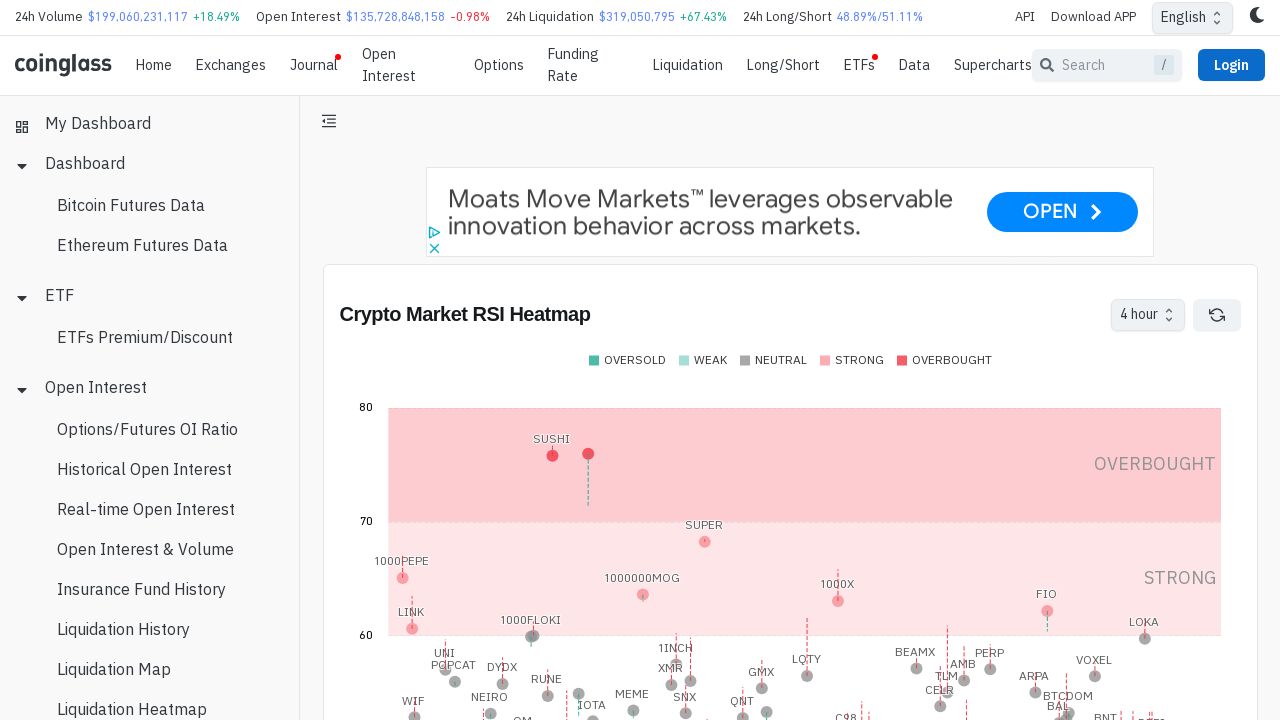 24h Volume $199,060,231,117 +18.49% Open Interest $135,728,848,158 -0.98% 24h Liquidation $319,050,795 +67.43% 24h Long/Short 48.89%/51.11% API Download APP English
coinglass Home Exchanges Journal Open Interest Options Funding Rate Liquidation Long/Short ETFs Data Supercharts Search / Login
My Dashboard
Dashboard
Bitcoin Futures Data
Ethereum Futures Data
ETF
ETFs Premium/Discount
Open Interest
Options/Futures OI Ratio
Historical Open Interest
Real-time Open Interest
Open Interest & Volume
Insurance Fund History
Liquidation History
Liquidation Map
Liquidation Heatmap
Moats Move Markets™ leverages observable
innovation behavior across markets.
OPEN
Crypto Market RSI Heatmap
4 hour
OVERSOLD WEAK NEUTRAL STRONG OVERBOUGHT
80
SUSHI
OVERBOUGHT
70
SUPER
1000PEPE
1000000MOG
1000X
STRONG
FIO
LINK
1000FLOKI
LOKA
60
UNI
1INCH
BEAMX
PERP
POPCAT
DYDX
XMR
LQTY
AMB
VOXEL
RUNE
GMX
TLM
ARPA
WIF
NEIRO
MEME
SNX
QNT
CELR
BTCDOM
IOTA
BAL
OM
C98
BNT